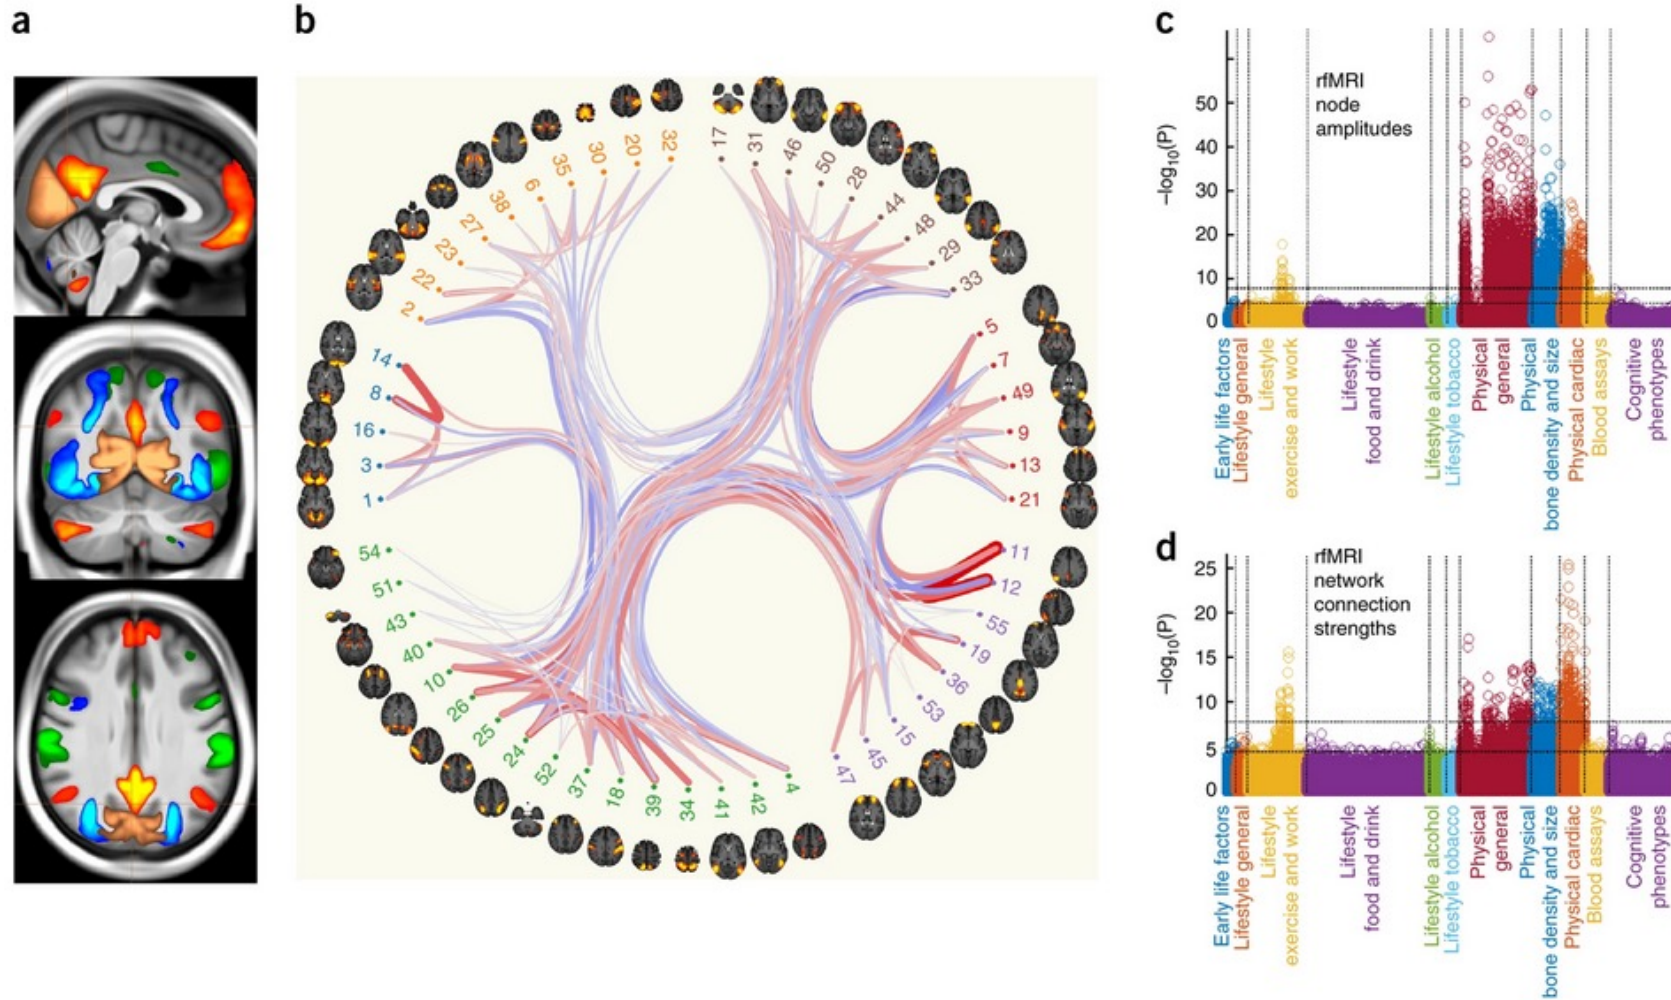 a
b
c
d
32
20
30
35
6
38
27
23
22
2
14
8
16
3
1
54
51
43
40
10
26
25
24
52
37
18
39
34
41
42
4
17
31
46
50
28
44
48
29
33
5
7
49
9
13
21
11
12
55
19
36
53
15
45
47
rfMRI
node
amplitudes
–log10(P)
50
40
30
20
10
0
Early life factors
Lifestyle general
Lifestyle
exercise and work
Lifestyle
food and drink
Lifestyle alcohol
Lifestyle tobacco
Physical
general
Physical
bone density and size
Physical cardiac
Blood assays
Cognitive
phenotypes
rfMRI
network
connection
strengths
–log10(P)
25
20
15
10
5
0
Early life factors
Lifestyle general
Lifestyle
exercise and work
Lifestyle
food and drink
Lifestyle alcohol
Lifestyle tobacco
Physical
general
Physical
bone density and size
Physical cardiac
Blood assays
Cognitive
phenotypes